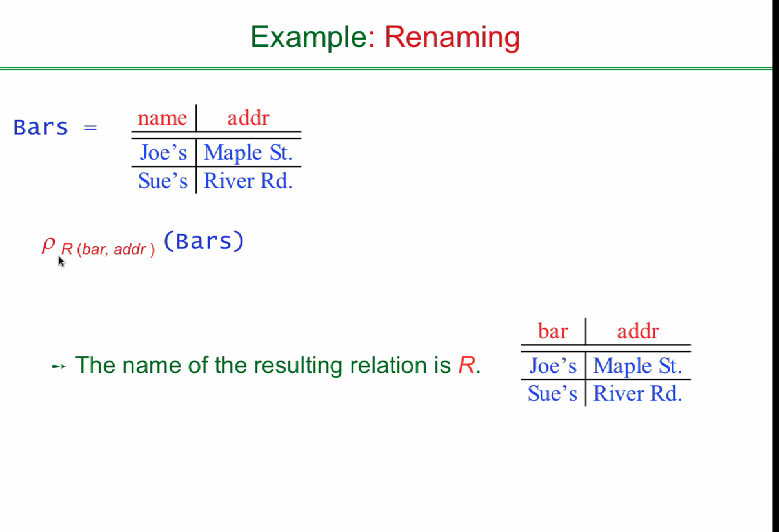 Example: Renaming
Bars =
name addr
Joe's Maple St.
Sue's River Rd.
ρ R (bar, addr ) (Bars)
➻ The name of the resulting relation is R.
bar addr
Joe's Maple St.
Sue's River Rd.